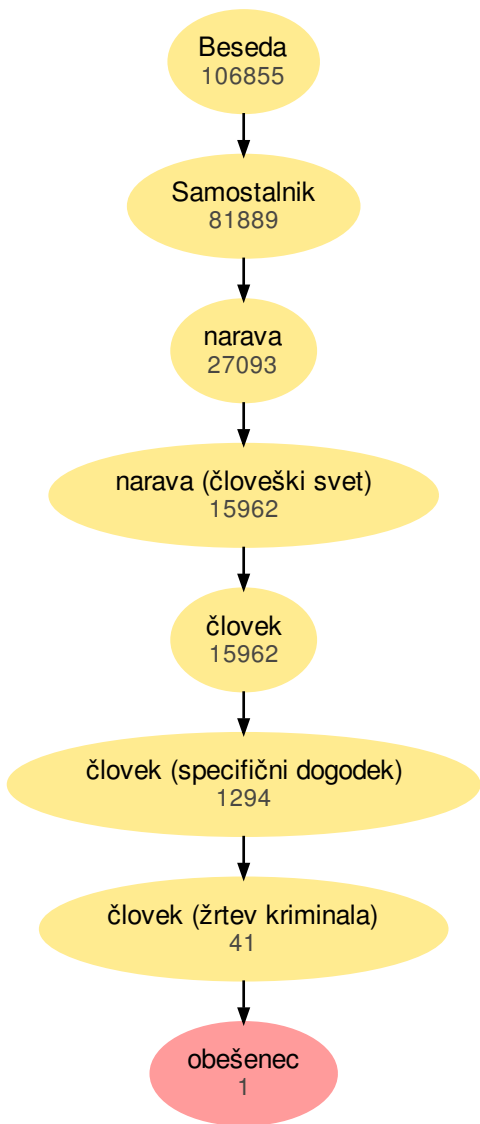 Beseda
106855
Samostalnik
81889
narava
27093
narava (človeški svet)
15962
človek
15962
človek (specifični dogodek)
1294
človek (žrtev kriminala)
41
obešenec
1